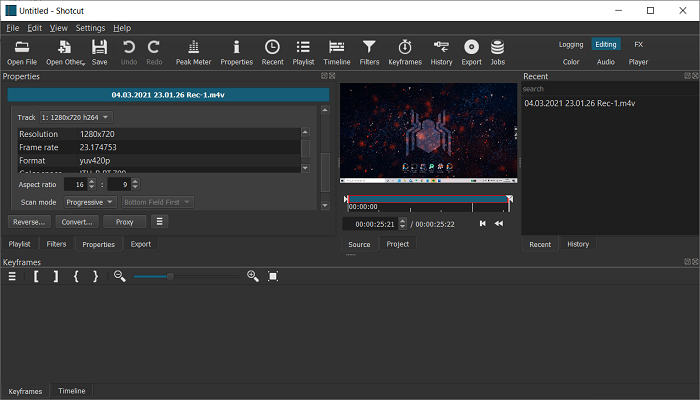 Untitled - Shotcut
File Edit View Settings Help
Open File Open Other... Save Undo Redo Peak Meter Properties Recent Playlist Timeline Filters Keyframes History Export Jobs
Logging Editing FX
Color Audio Player
Properties
Recent
04.03.2021 23.01.26 Rec-1.m4v
search
04.03.2021 23.01.26 Rec-1.m4v
Track 1: 1280x720 h264
Resolution 1280x720
Frame rate 23.174753
Format yuv420p
Aspect ratio 16 : 9
Scan mode Progressive Bottom Field First
Reverse... Convert... Proxy
00:00:00
00:00:25:21 / 00:00:25:22
Playlist Filters Properties Export
Source Project
Recent History
Keyframes
Keyframes Timeline